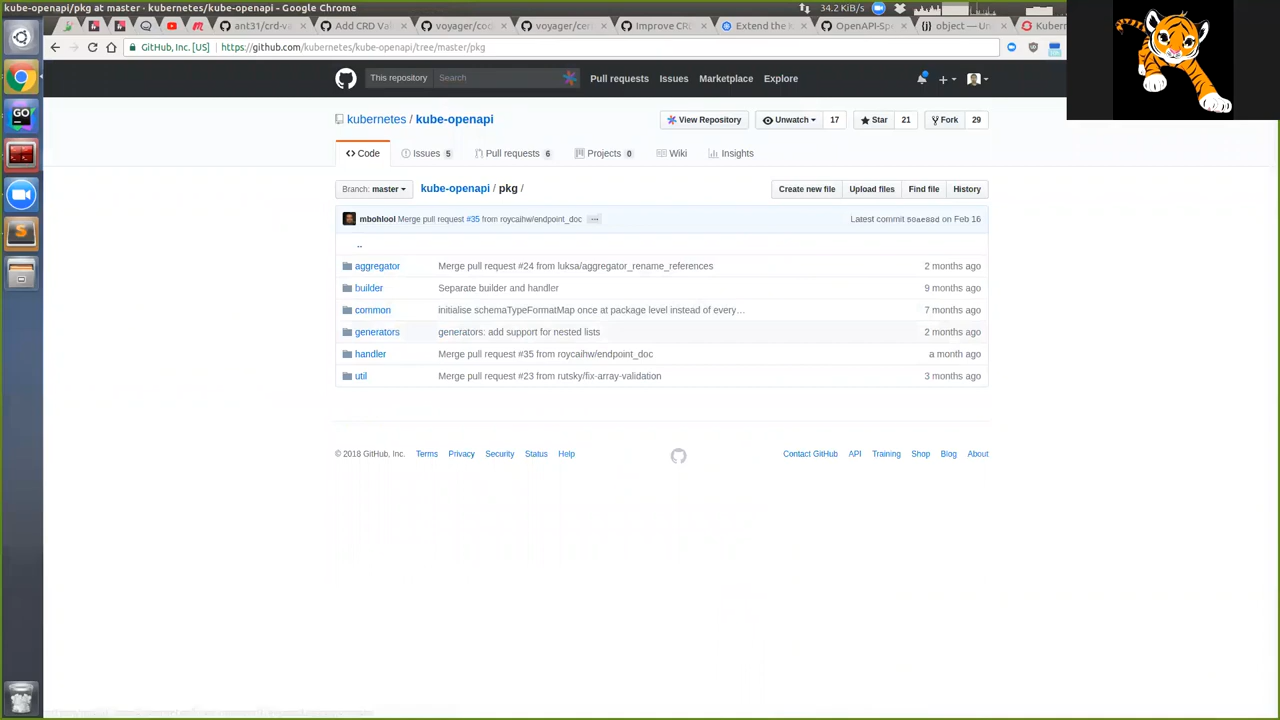 kube-openapi/pkg at master · kubernetes/kube-openapi - Google Chrome
34.2 KiB/s
ant31/crd-va
Add CRD Valid
voyager/cod
voyager/cer
Improve CR
Extend the K
OpenAPI-Spe
object — Un
Kuberne
GitHub, Inc. [US] https://github.com/kubernetes/kube-openapi/tree/master/pkg
This repository Search Pull requests Issues Marketplace Explore
kubernetes / kube-openapi
View Repository Unwatch 17 Star 21 Fork 29
Code Issues 5 Pull requests 6 Projects 0 Wiki Insights
Branch: master kube-openapi / pkg / Create new file Upload files Find file History
mbohlool Merge pull request #35 from roycaihw/endpoint_doc ... Latest commit 50ae88d on Feb 16
..
aggregator Merge pull request #24 from luksa/aggregator_rename_references 2 months ago
builder Separate builder and handler 9 months ago
common initialise schemaTypeFormatMap once at package level instead of every… 7 months ago
generators generators: add support for nested lists 2 months ago
handler Merge pull request #35 from roycaihw/endpoint_doc a month ago
util Merge pull request #23 from rutsky/fix-array-validation 3 months ago
© 2018 GitHub, Inc. Terms Privacy Security Status Help Contact GitHub API Training Shop Blog About